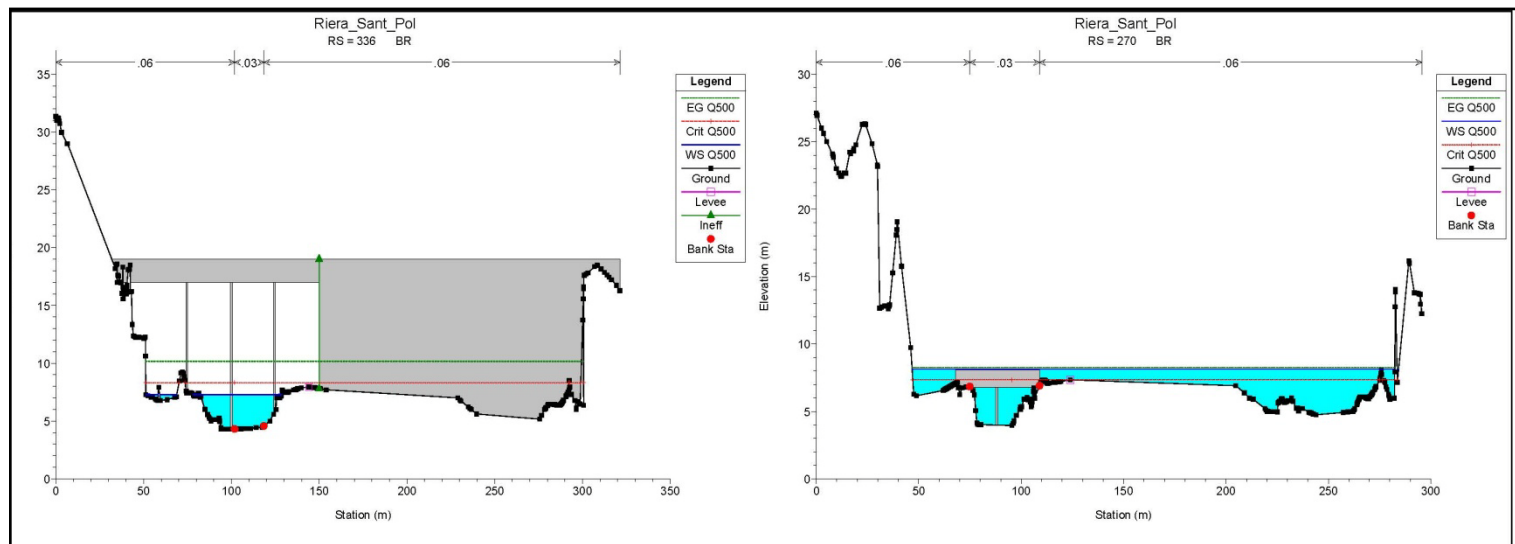 Riera_Sant_Pol
RS = 336 BR
.06 .03 .06
35
30
25
20
15
10
5
0
0 50 100 150 200 250 300 350
Station (m)
Legend
EG Q500
Crit Q500
WS Q500
Ground
Levee
Ineff
Bank Sta
Riera_Sant_Pol
RS = 270 BR
.06 .03 .06
Elevation (m)
30
25
20
15
10
5
0
0 50 100 150 200 250 300
Station (m)
Legend
EG Q500
WS Q500
Crit Q500
Ground
Levee
Bank Sta